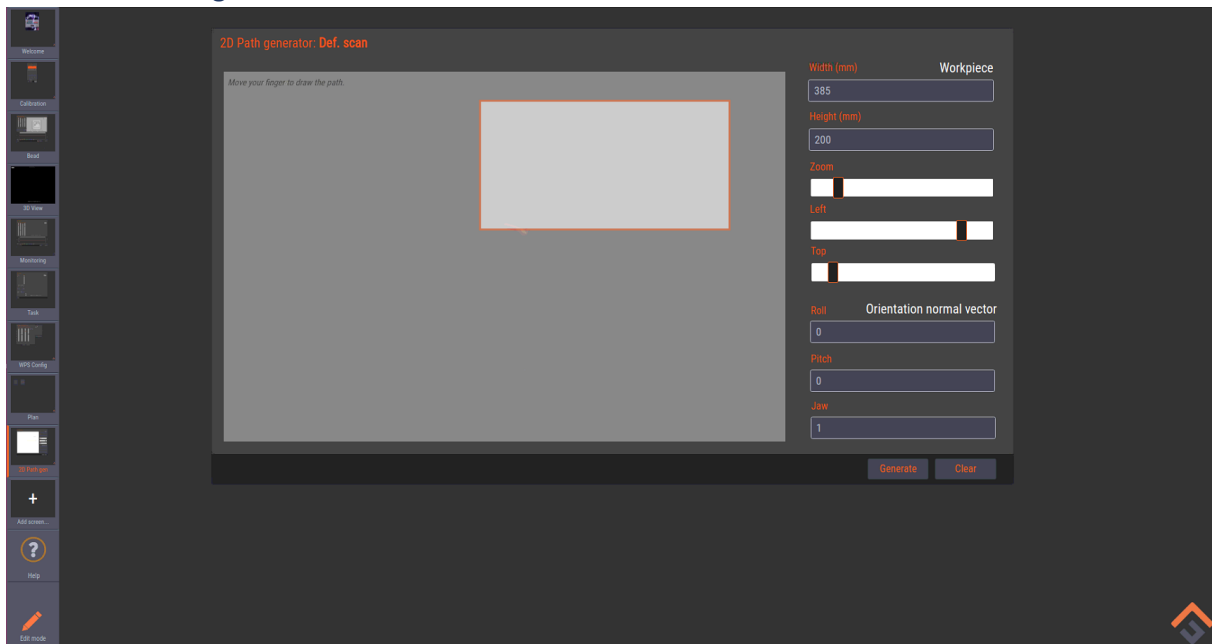 Welcome
Calibration
Bead
3D View
Monitoring
Task
WPS Config
Plan
2D Path gen
+
Add screen...
?
Help
Edit mode
2D Path generator: Def. scan
Move your finger to draw the path.
Width (mm) Workpiece
385
Height (mm)
200
Zoom
Left
Top
Roll Orientation normal vector
0
Pitch
0
Jaw
1
Generate Clear